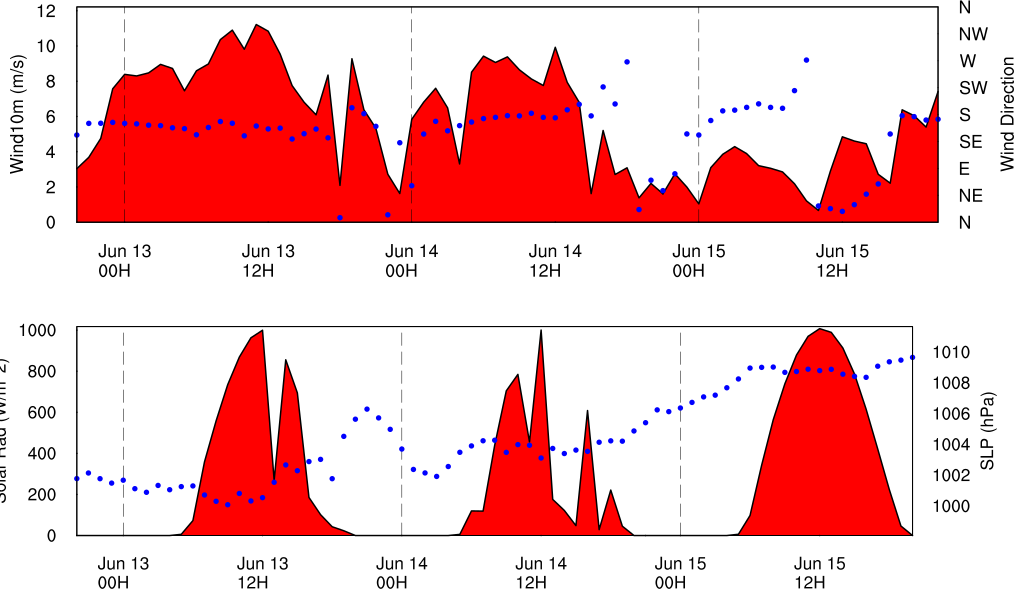 12
10
8
6
4
2
0
Wind10m (m/s)
N
NW
W
SW
S
SE
E
NE
N
Wind Direction
Jun 13 Jun 13 Jun 14 Jun 14 Jun 15 Jun 15
00H 12H 00H 12H 00H 12H
1000
800
600
400
200
0
Solar Rad (W/m^2)
1010
1008
1006
1004
1002
1000
SLP (hPa)
Jun 13 Jun 13 Jun 14 Jun 14 Jun 15 Jun 15
00H 12H 00H 12H 00H 12H